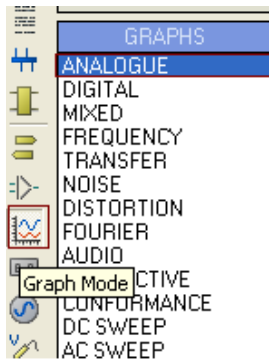 GRAPHS
ANALOGUE
DIGITAL
MIXED
FREQUENCY
TRANSFER
NOISE
DISTORTION
FOURIER
AUDIO
Graph Mode
CTIVE
CONFORMANCE
DC SWEEP
AC SWEEP